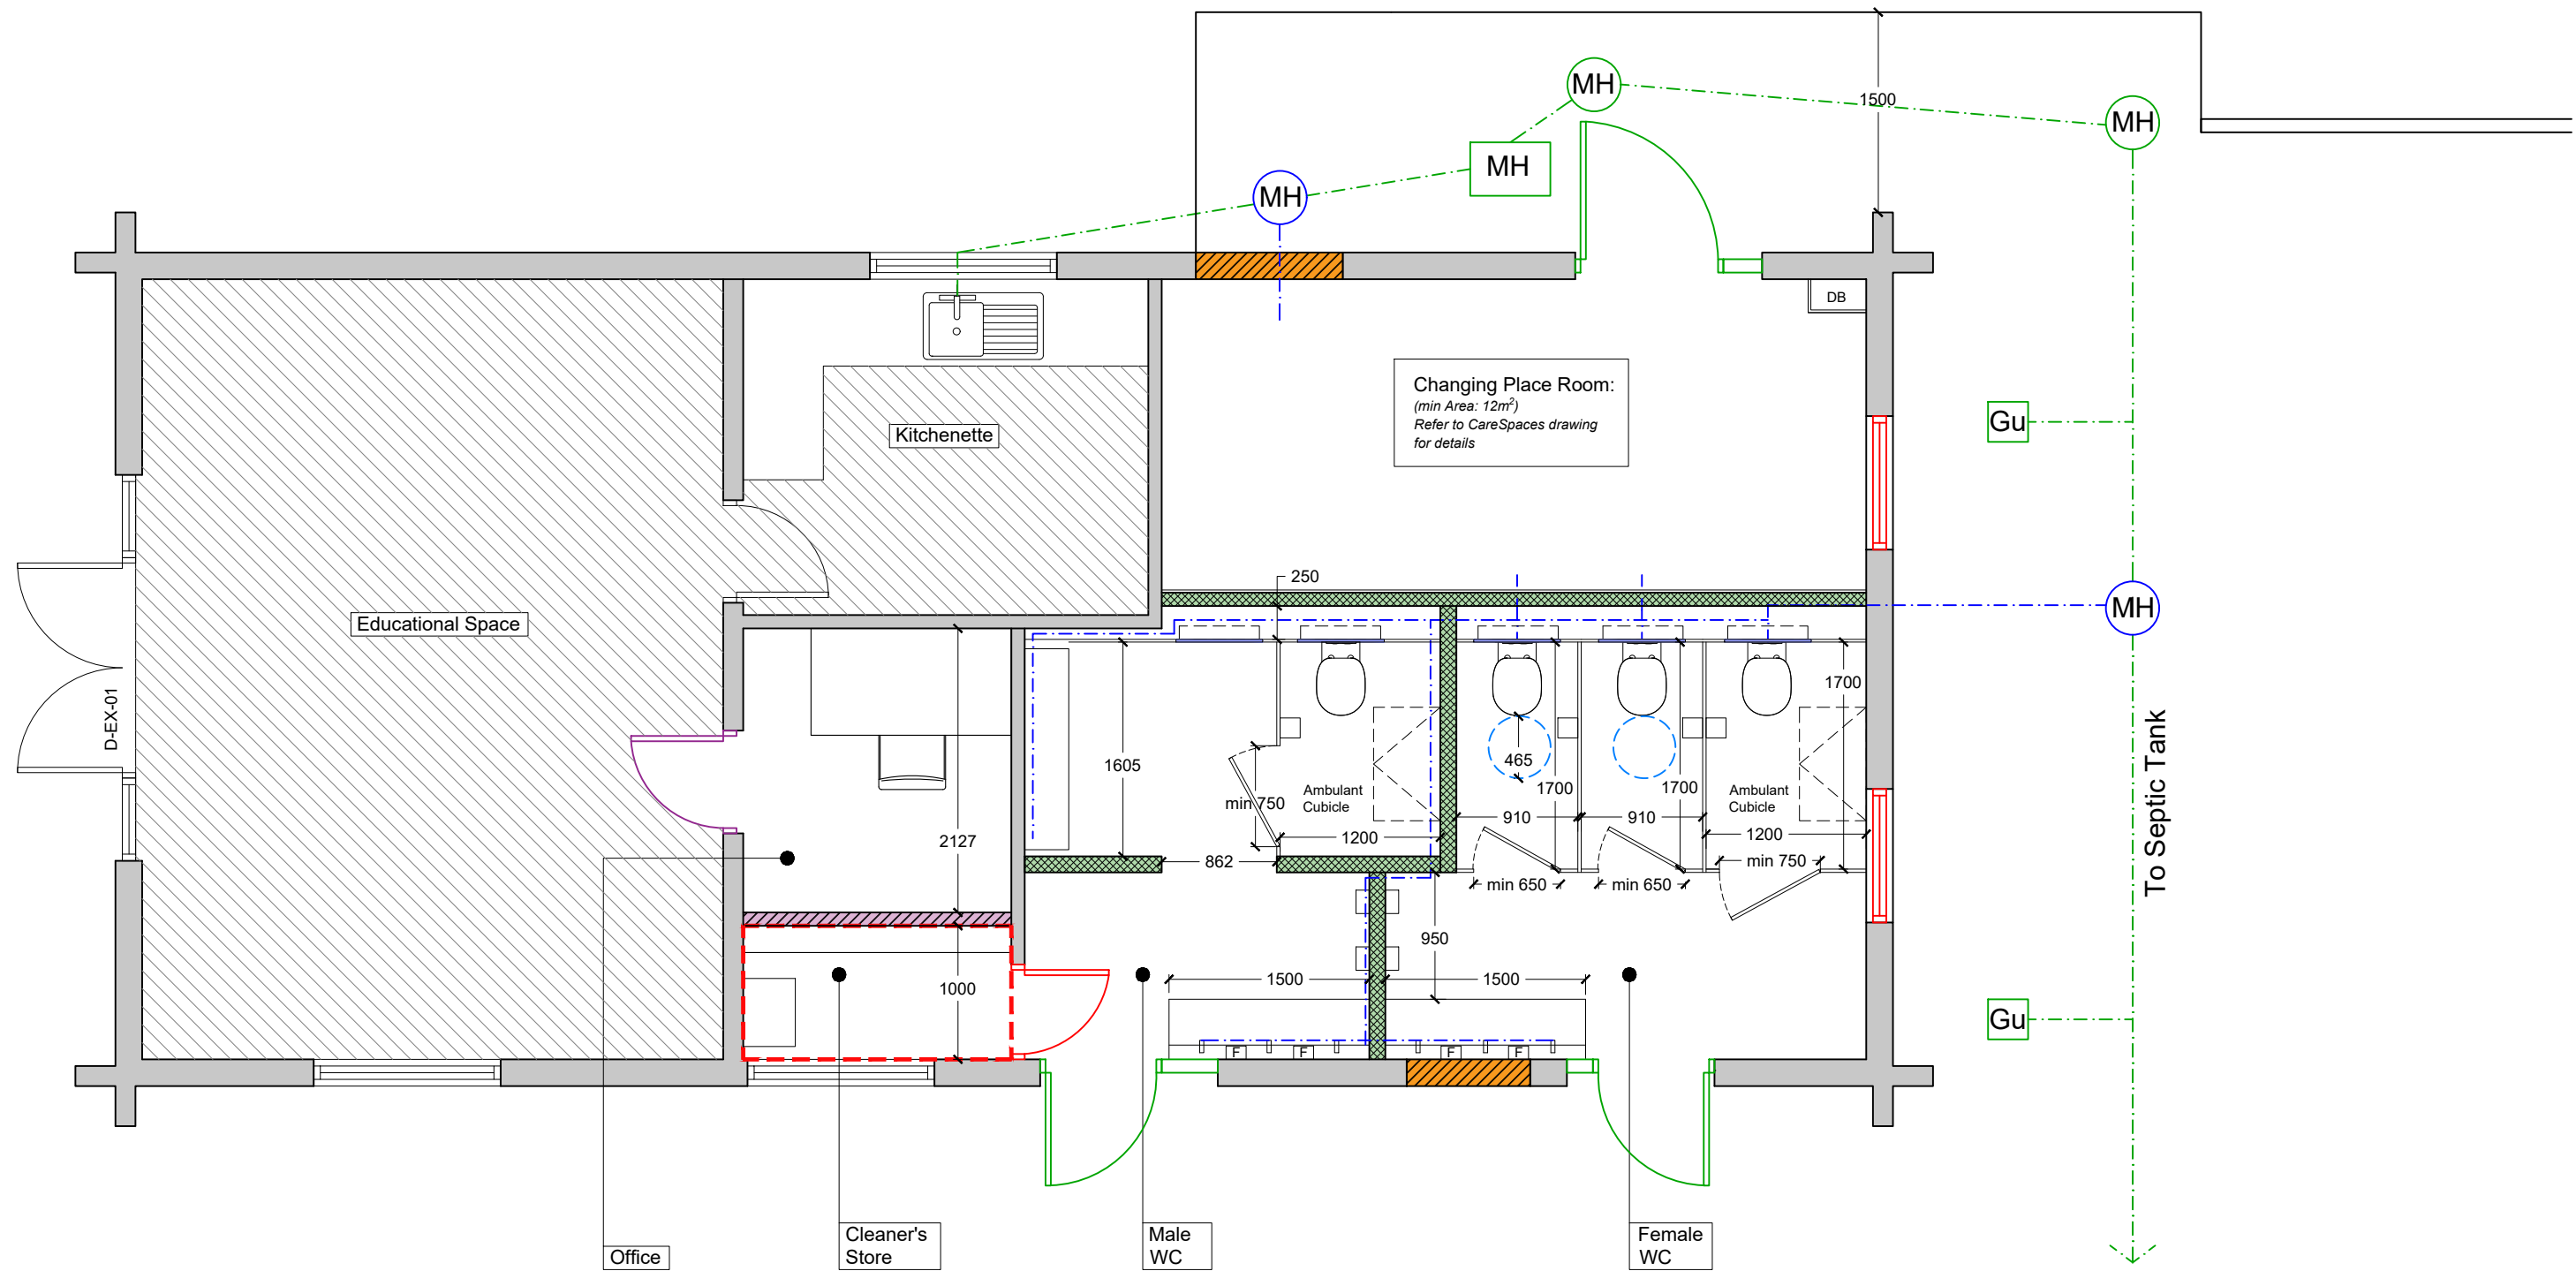 MH
1500
MH
MH
MH
DB
Changing Place Room:
(min Area: 12m²)
Refer to CareSpaces drawing
for details
Gu
Kitchenette
250
MH
Educational Space
1700
D-EX-01
465
1605
1700
1700
min 750
Ambulant
Cubicle
Ambulant
Cubicle
To Septic Tank
910
910
1200
1200
2127
862
min 750
min 650
min 650
950
1500
1500
1000
Gu
F
F
F
F
Office
Cleaner's
Store
Male
WC
Female
WC